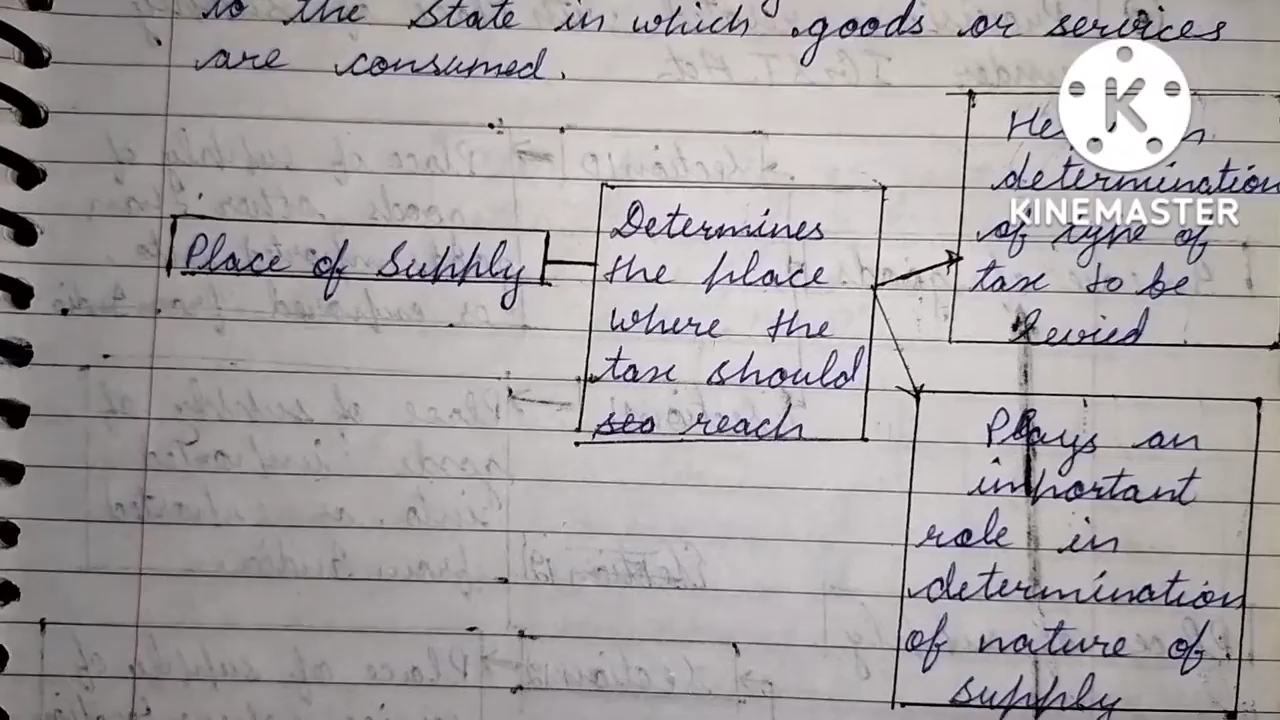 to the State in which goods or services
are consumed.
Place of Supply
Determines
the place
where the
tax should
reach
determination
of type of
tax to be
levied
Plays an
important
role in
determination
of nature of
supply
K
KINEMASTER